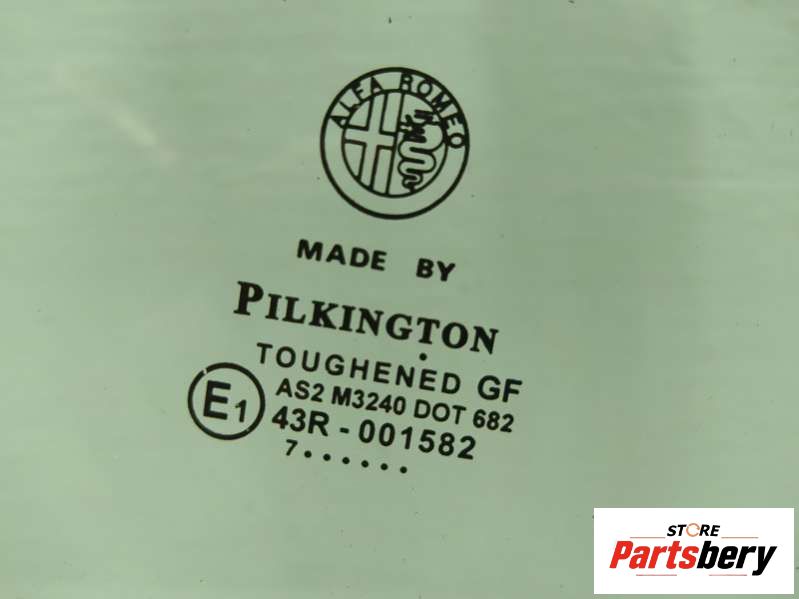 ALFA ROMEO
MADE BY
PILKINGTON
TOUGHENED GF
AS2 M3240 DOT 682
E1
43R - 001582
7......
STORE
Partsbery